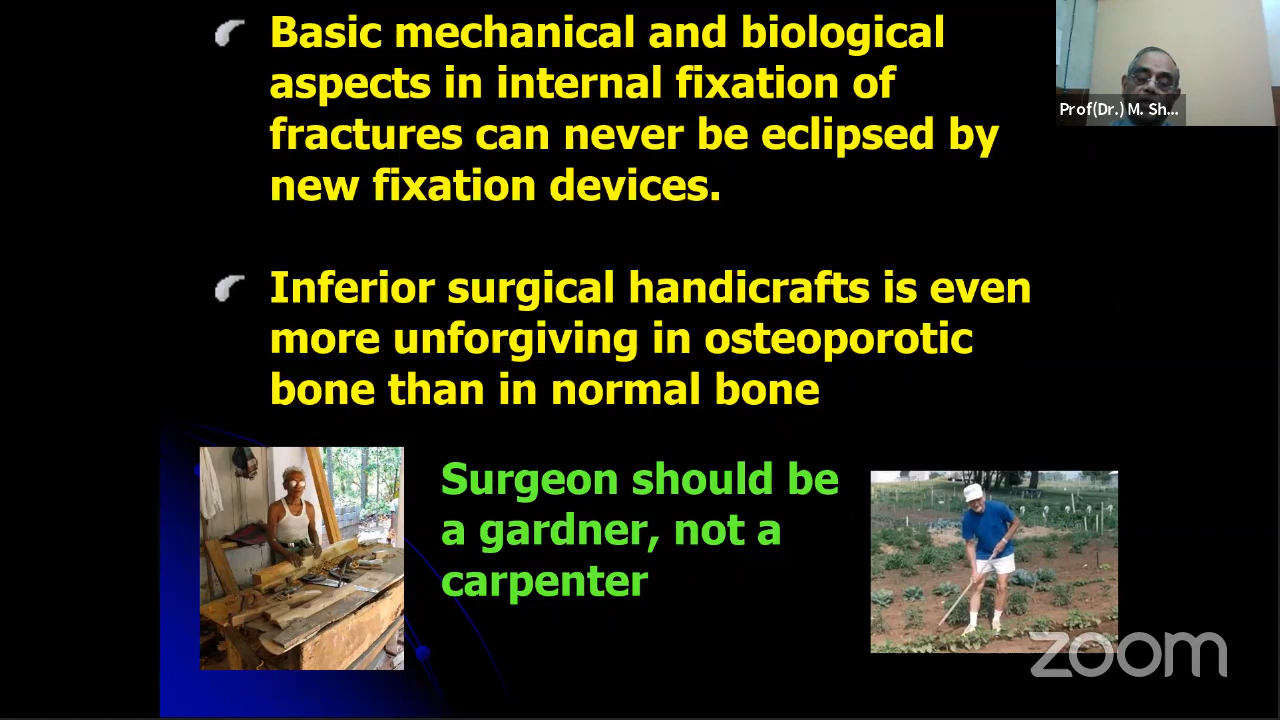 Basic mechanical and biological
aspects in internal fixation of
fractures can never be eclipsed by
new fixation devices.
Prof(Dr.) M. Sh...
Inferior surgical handicrafts is even
more unforgiving in osteoporotic
bone than in normal bone
Surgeon should be
a gardner, not a
carpenter
zoom